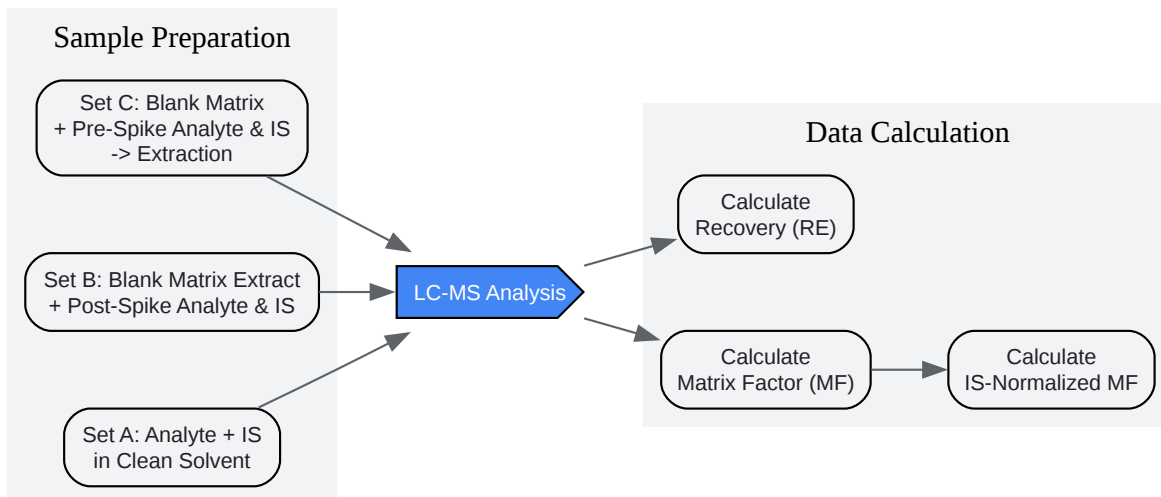 Sample Preparation
Set C: Blank Matrix
+ Pre-Spike Analyte & IS
-> Extraction
Set B: Blank Matrix Extract
+ Post-Spike Analyte & IS
Set A: Analyte + IS
in Clean Solvent
LC-MS Analysis
Data Calculation
Calculate
Recovery (RE)
Calculate
Matrix Factor (MF)
Calculate
IS-Normalized MF